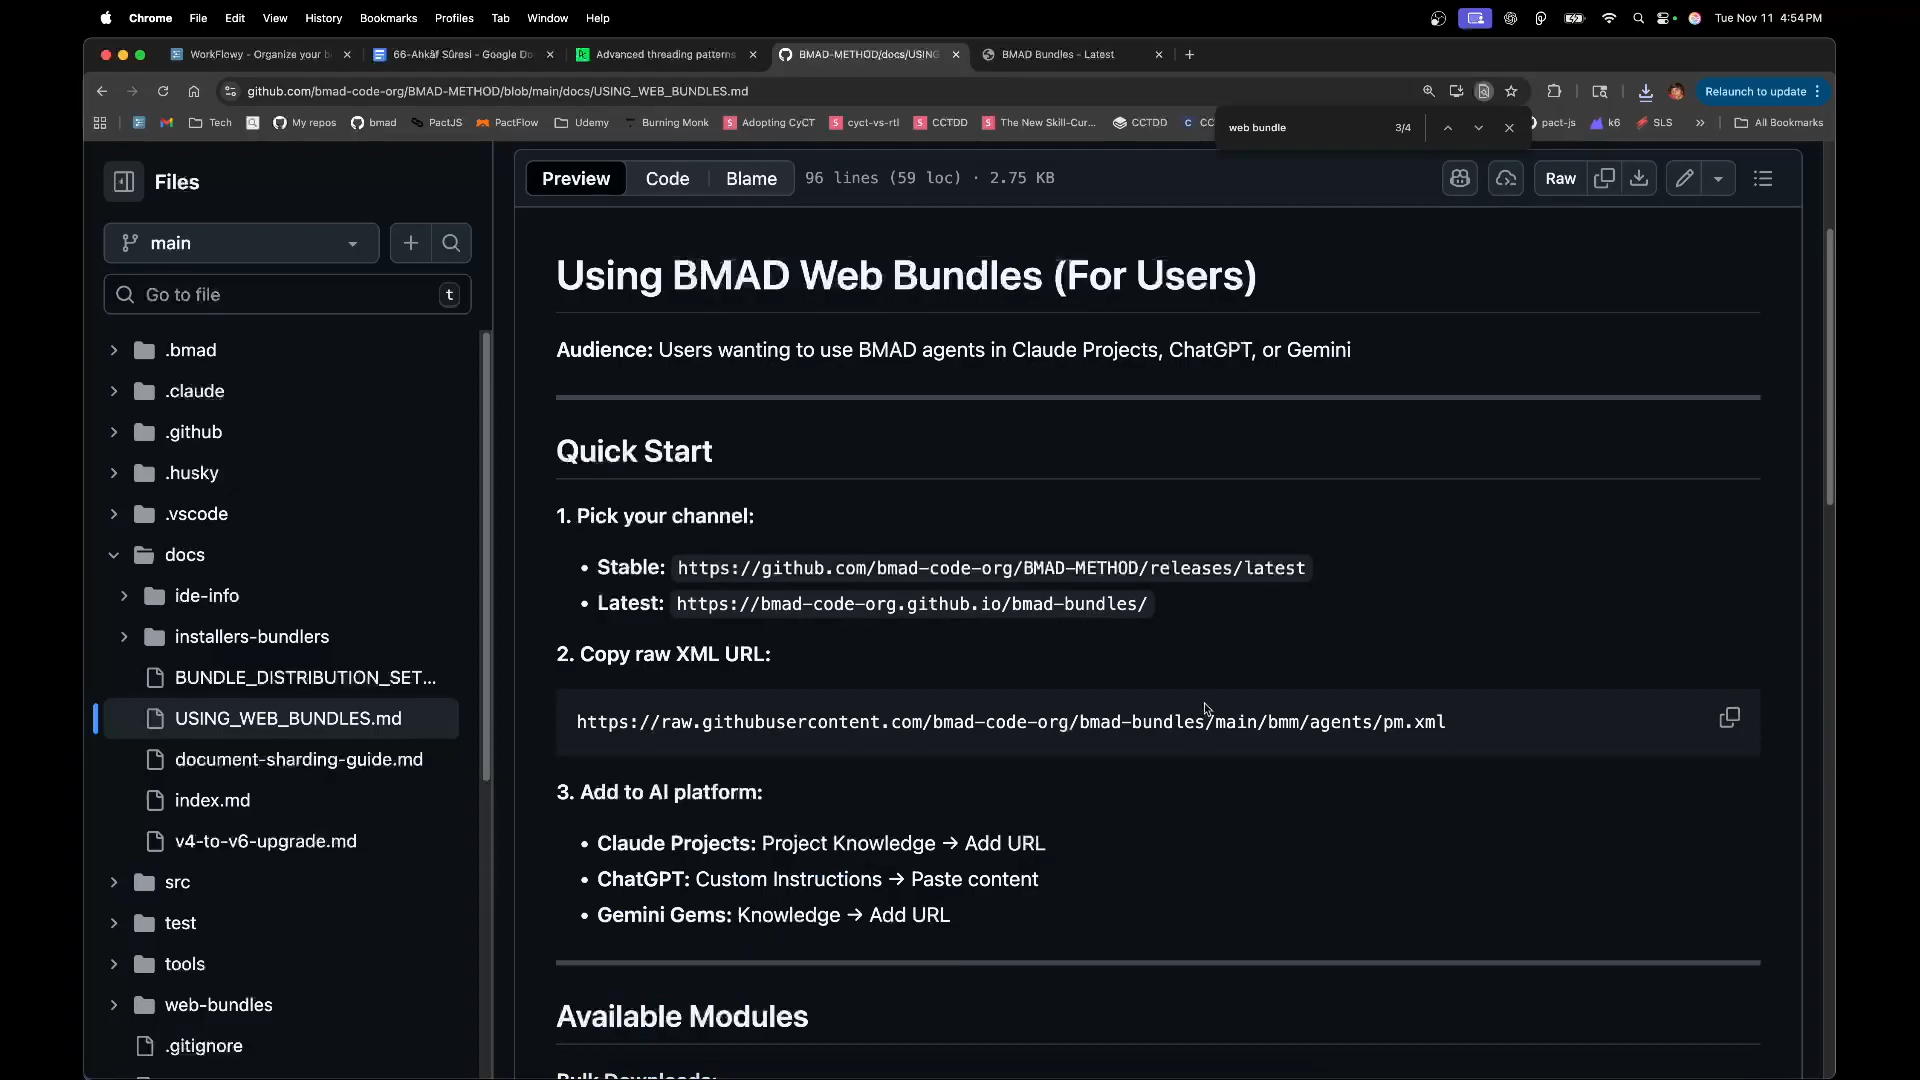 Chrome File Edit View History Bookmarks Profiles Tab Window Help Tue Nov 11 4:54PM
WorkFlowy - Organize your b 66-Ahkâf Sûresi - Google Do Advanced threading patterns BMAD-METHOD/docs/USING BMAD Bundles – Latest
github.com/bmad-code-org/BMAD-METHOD/blob/main/docs/USING_WEB_BUNDLES.md Relaunch to update
Tech My repos bmad PactJS PactFlow Udemy Burning Monk Adopting CyCT cyct-vs-rtl CCTDD The New Skill-Cur... CCTDD pact-js k6 SLS All Bookmarks
web bundle 3/4
Files
main
Go to file t
.bmad
.claude
.github
.husky
.vscode
docs
ide-info
installers-bundlers
BUNDLE_DISTRIBUTION_SET...
USING_WEB_BUNDLES.md
document-sharding-guide.md
index.md
v4-to-v6-upgrade.md
src
test
tools
web-bundles
.gitignore
Preview Code Blame 96 lines (59 loc) · 2.75 KB Raw
Using BMAD Web Bundles (For Users)
Audience: Users wanting to use BMAD agents in Claude Projects, ChatGPT, or Gemini
Quick Start
1. Pick your channel:
• Stable: https://github.com/bmad-code-org/BMAD-METHOD/releases/latest
• Latest: https://bmad-code-org.github.io/bmad-bundles/
2. Copy raw XML URL:
https://raw.githubusercontent.com/bmad-code-org/bmad-bundles/main/bmm/agents/pm.xml
3. Add to AI platform:
• Claude Projects: Project Knowledge → Add URL
• ChatGPT: Custom Instructions → Paste content
• Gemini Gems: Knowledge → Add URL
Available Modules
Bulk Downloads: